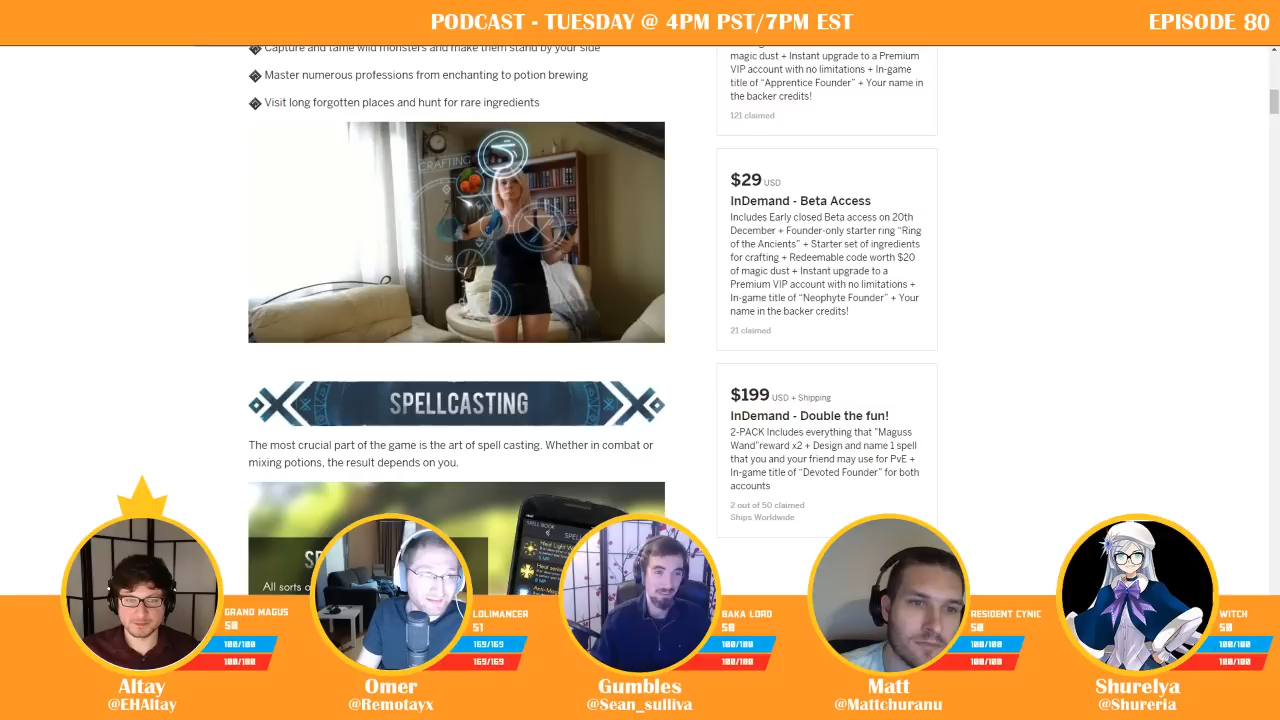 PODCAST - TUESDAY @ 4PM PST/7PM EST
EPISODE 80
Capture and tame wild monsters and make them stand by your side
Master numerous professions from enchanting to potion brewing
Visit long forgotten places and hunt for rare ingredients
CRAFTING
SPELLCASTING
The most crucial part of the game is the art of spell casting. Whether in combat or
mixing potions, the result depends on you.
SPELL BOOK
All sorts o
magic dust + Instant upgrade to a Premium
VIP account with no limitations + In-game
title of “Apprentice Founder” + Your name in
the backer credits!
121 claimed
$29 USD
InDemand - Beta Access
Includes Early closed Beta access on 20th
December + Founder-only starter ring “Ring
of the Ancients” + Starter set of ingredients
for crafting + Redeemable code worth $20
of magic dust + Instant upgrade to a
Premium VIP account with no limitations +
In-game title of “Neophyte Founder” + Your
name in the backer credits!
21 claimed
$199 USD + Shipping
InDemand - Double the fun!
2-PACK Includes everything that "Maguss
Wand"reward x2 + Design and name 1 spell
that you and your friend may use for PvE +
In-game title of “Devoted Founder” for both
accounts
2 out of 50 claimed
Ships Worldwide
GRAND MAGUS
50
100/100
100/100
Altay
@EHAltay
LOLIMANCER
51
169/169
169/169
Omer
@Remotayx
BAKA LORD
50
100/100
100/100
Gumbles
@Sean_sulliva
RESIDENT CYNIC
50
100/100
100/100
Matt
@Mattchuranu
WITCH
50
100/100
100/100
Shurelya
@Shureria